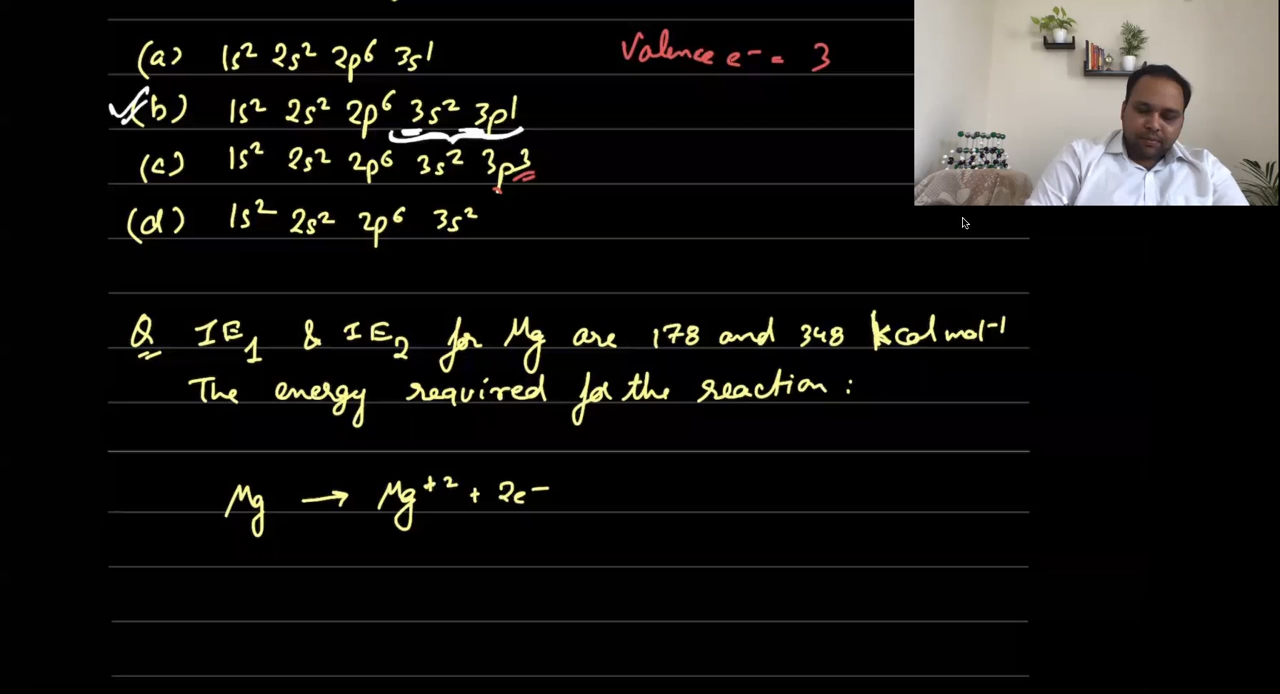 (a) 1s² 2s² 2p⁶ 3s¹ Valence e⁻ = 3
(b) 1s² 2s² 2p⁶ 3s² 3p¹
(c) 1s² 2s² 2p⁶ 3s² 3p³
(d) 1s² 2s² 2p⁶ 3s²
Q IE₁ & IE₂ for Mg are 178 and 348 kcal mol⁻¹
The energy required for the reaction :
Mg → Mg⁺² + 2e⁻